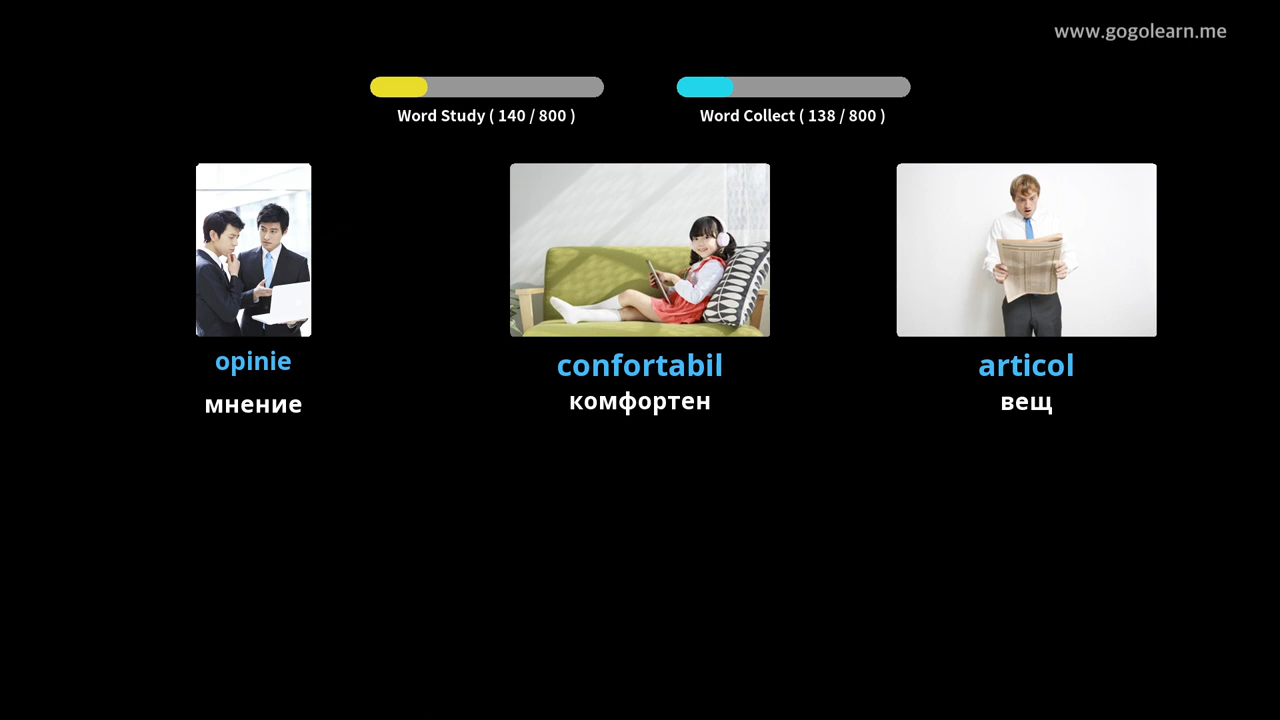 www.gogolearn.me
Word Study ( 140 / 800 )
Word Collect ( 138 / 800 )
opinie
мнение
confortabil
комфортен
articol
вещ